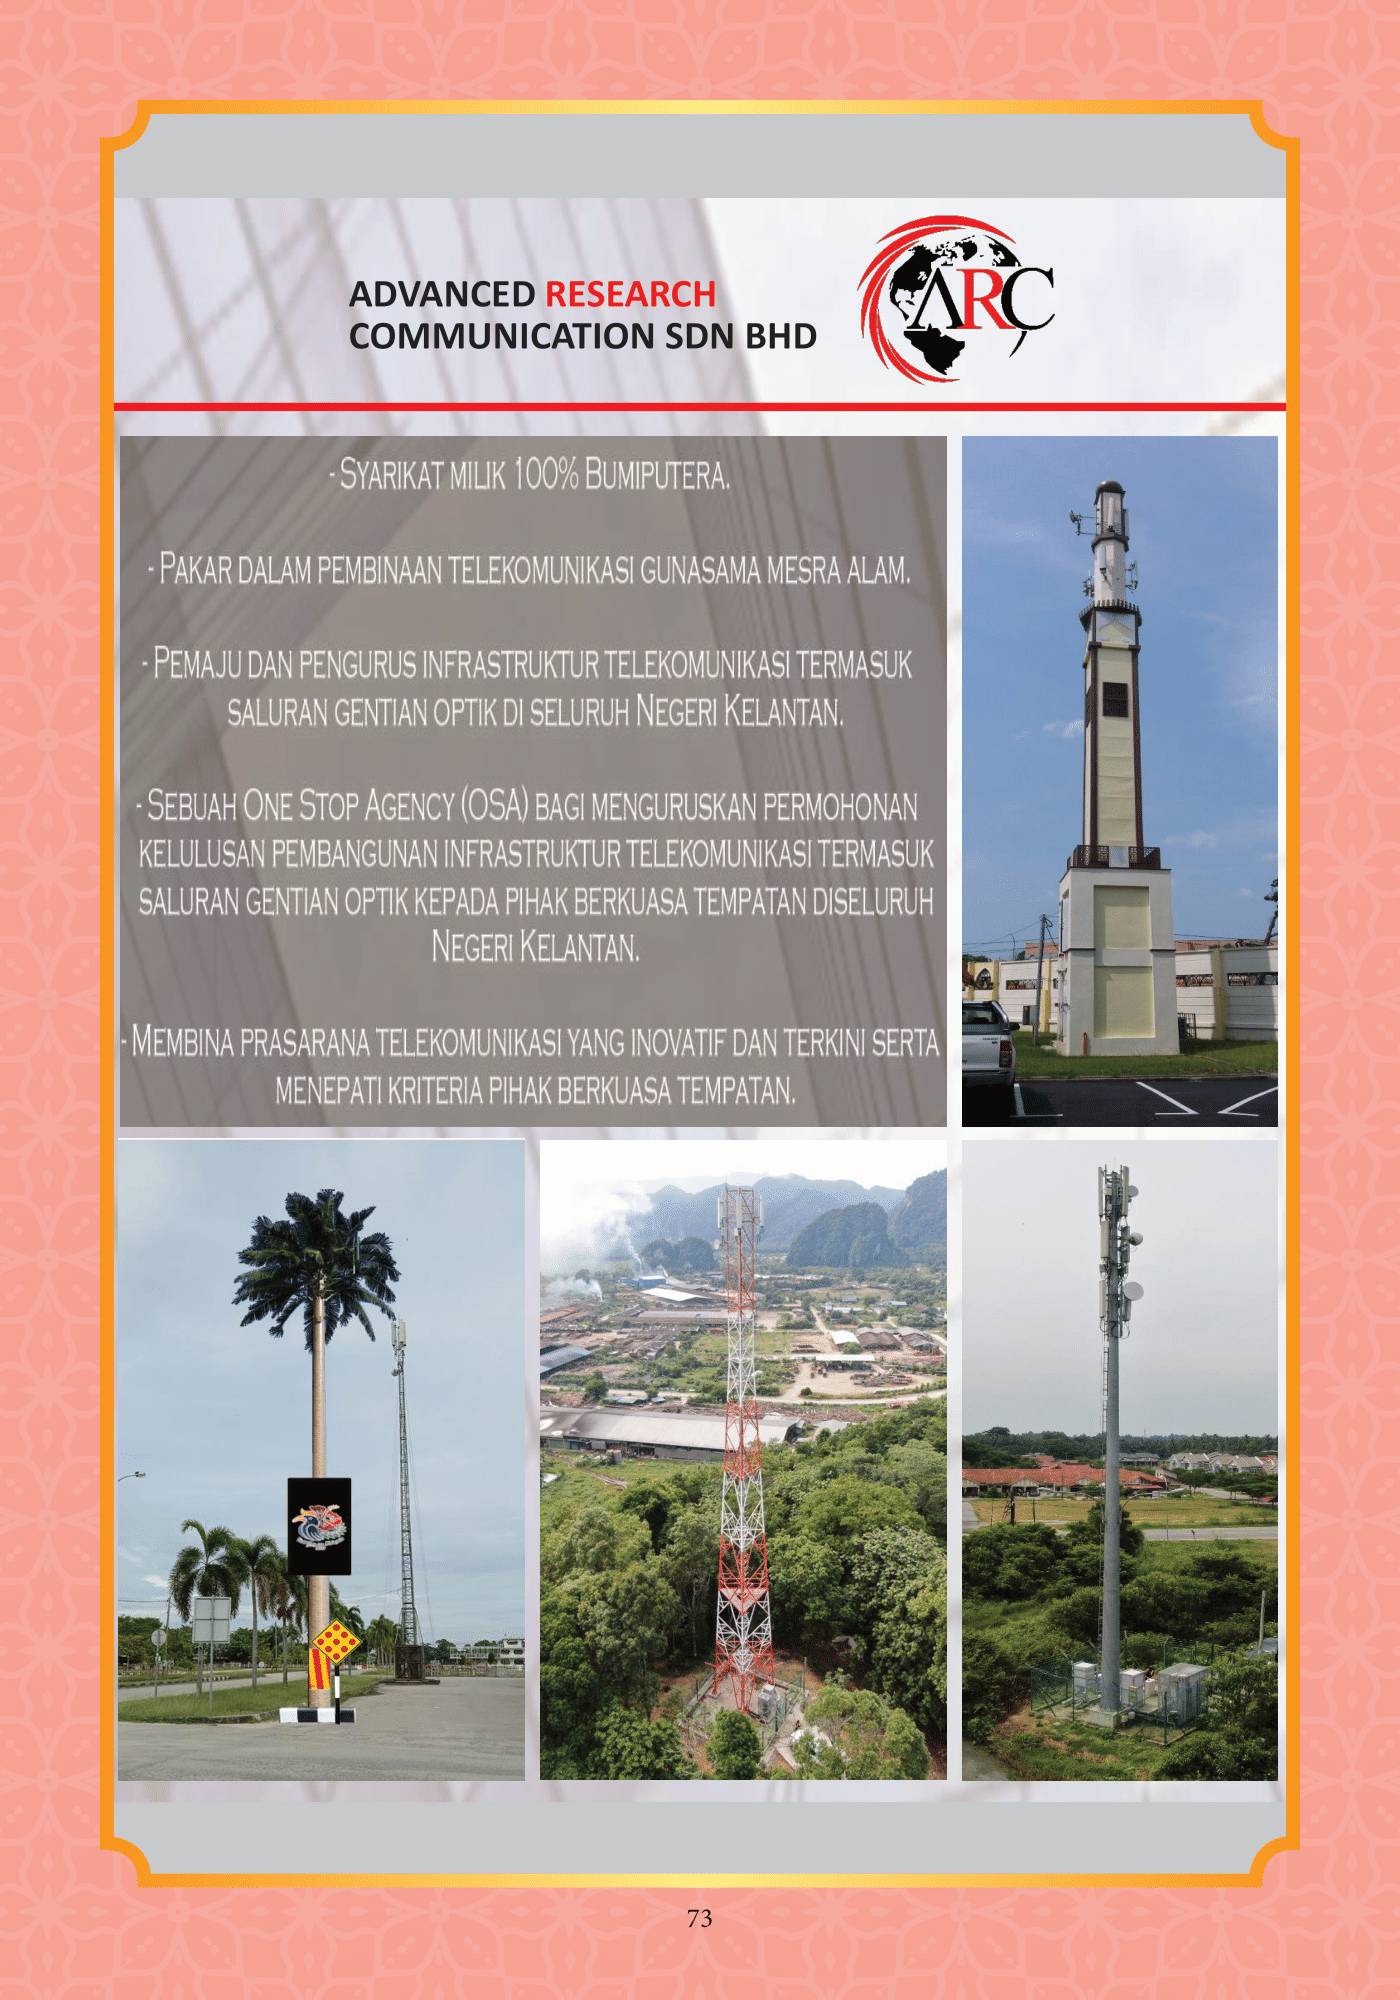 ADVANCED RESEARCH
COMMUNICATION SDN BHD
ARC
- SYARIKAT MILIK 100% BUMIPUTERA.
- PAKAR DALAM PEMBINAAN TELEKOMUNIKASI GUNASAMA MESRA ALAM.
- PEMAJU DAN PENGURUS INFRASTRUKTUR TELEKOMUNIKASI TERMASUK
SALURAN GENTIAN OPTIK DI SELURUH NEGERI KELANTAN.
- SEBUAH ONE STOP AGENCY (OSA) BAGI MENGURUSKAN PERMOHONAN
KELULUSAN PEMBANGUNAN INFRASTRUKTUR TELEKOMUNIKASI TERMASUK
SALURAN GENTIAN OPTIK KEPADA PIHAK BERKUASA TEMPATAN DISELURUH
NEGERI KELANTAN.
- MEMBINA PRASARANA TELEKOMUNIKASI YANG INOVATIF DAN TERKINI SERTA
MENEPATI KRITERIA PIHAK BERKUASA TEMPATAN.
73